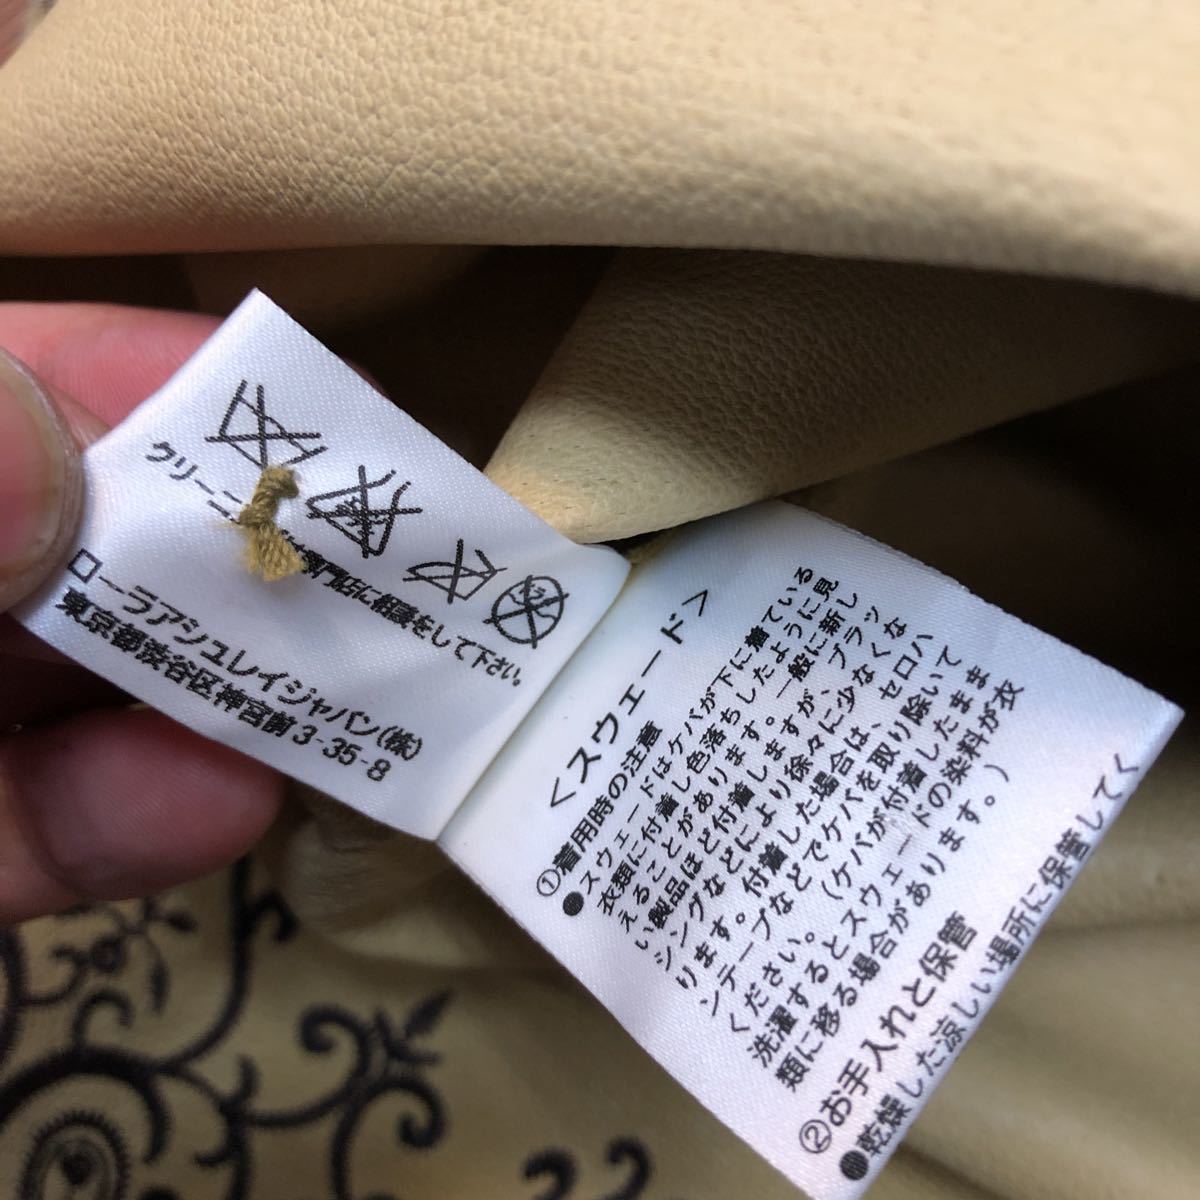 クリーニ
専門店に相談をして下さい。
ローラアシュレイジャパン(株)
東京都渋谷区神宮前3-35-8
<スウェード>
①着用時の注意
●スウェードはケバが下に着ている
衣類に付着し色落ちしたように見
えることがあります。一般に新し
い製品ほど付着しますが、ブラッ
シングなどにより徐々に少なくな
ります。付着した場合は、セロハ
ンテープなどでケバを取り除いて
ください。(ケバが付着したまま
洗濯するとスウェードの染料が衣
類に移る場合があります。)
②お手入れと保管
●乾燥した涼しい場所に保管してく